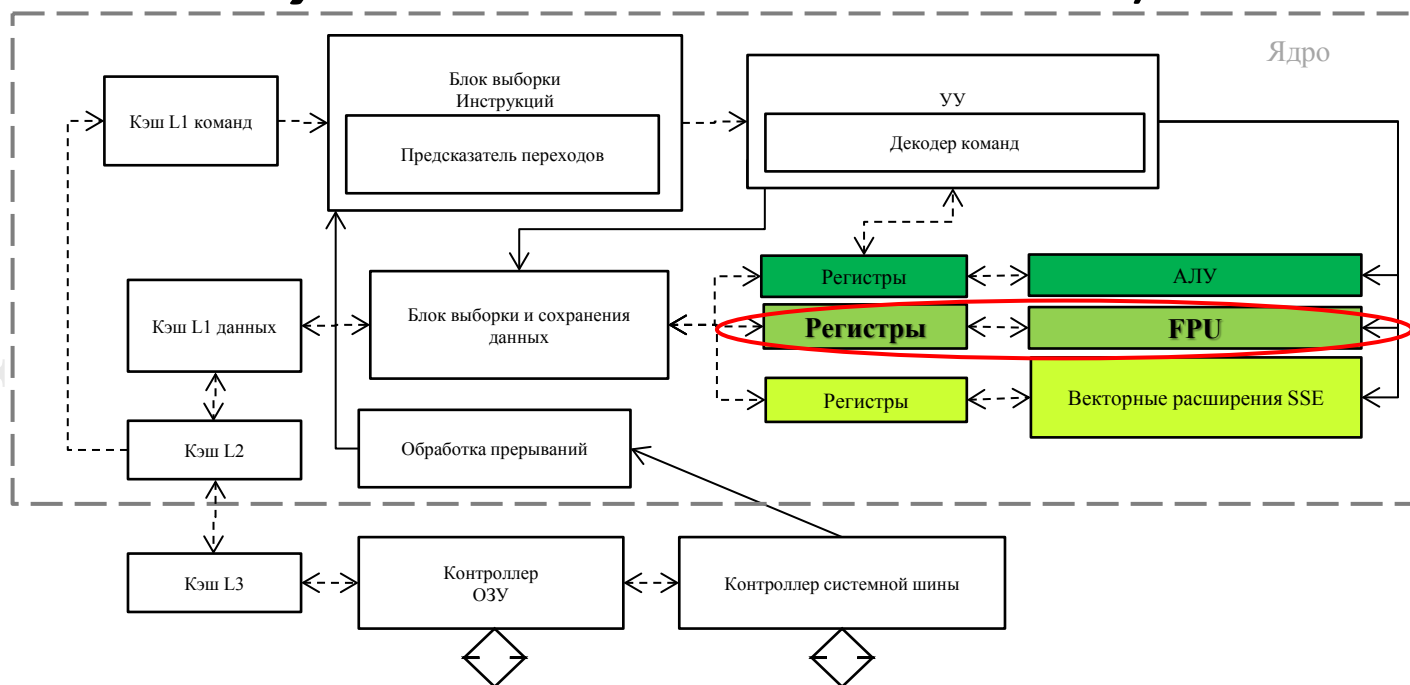 Ядро
Блок выборки
Инструкций
УУ
Кэш L1 команд
Предсказатель переходов
Декодер команд
Регистры
АЛУ
Кэш L1 данных
Блок выборки и сохранения
данных
Регистры
FPU
Регистры
Векторные расширения SSE
Кэш L2
Обработка прерываний
Кэш L3
Контроллер
ОЗУ
Контроллер системной шины